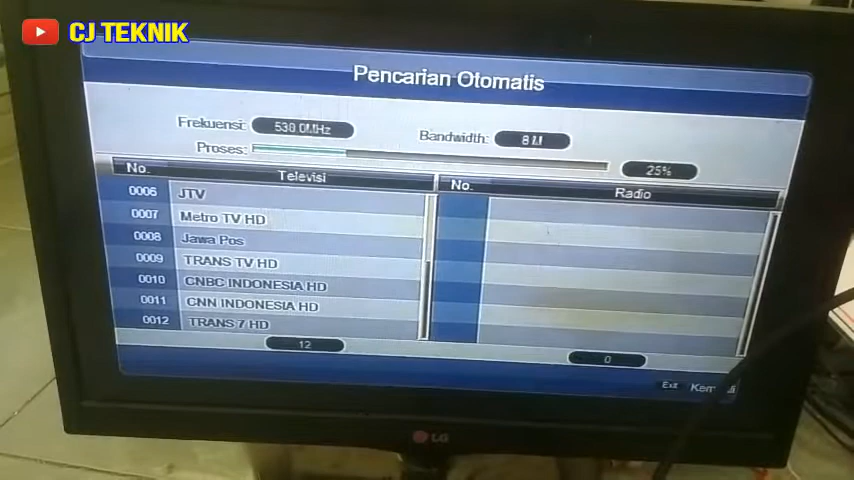 CJ TEKNIK
Pencarian Otomatis
Frekuensi: 538.0MHz
Bandwidth: 8 M
Proses: 25%
No. Televisi No. Radio
0006 JTV
0007 Metro TV HD
0008 Jawa Pos
0009 TRANS TV HD
0010 CNBC INDONESIA HD
0011 CNN INDONESIA HD
0012 TRANS 7 HD
12 0
Exit
LG